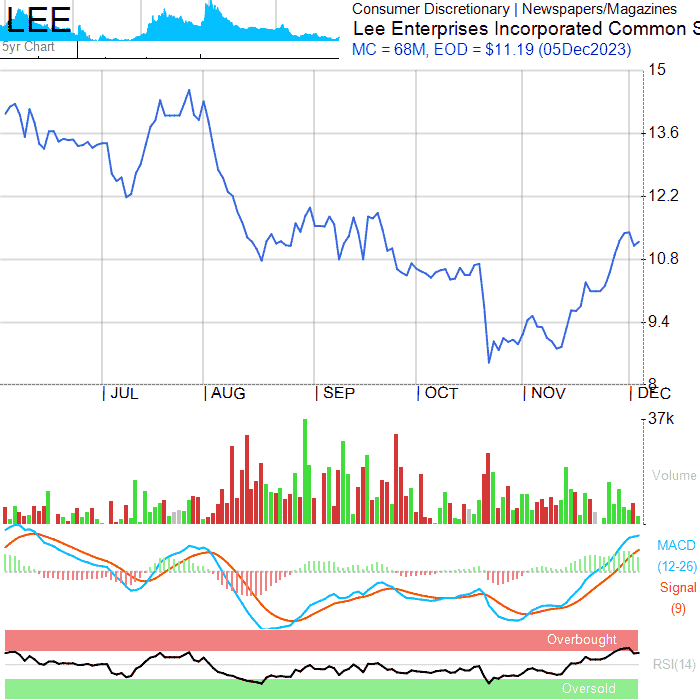 LEE
5yr Chart
Consumer Discretionary | Newspapers/Magazines
Lee Enterprises Incorporated Common S
MC = 68M, EOD = $11.19 (05Dec2023)
15
13.6
12.2
10.8
9.4
8
| JUL | AUG | SEP | OCT | NOV | DEC
37k
Volume
MACD
(12-26)
Signal
(9)
Overbought
RSI(14)
Oversold